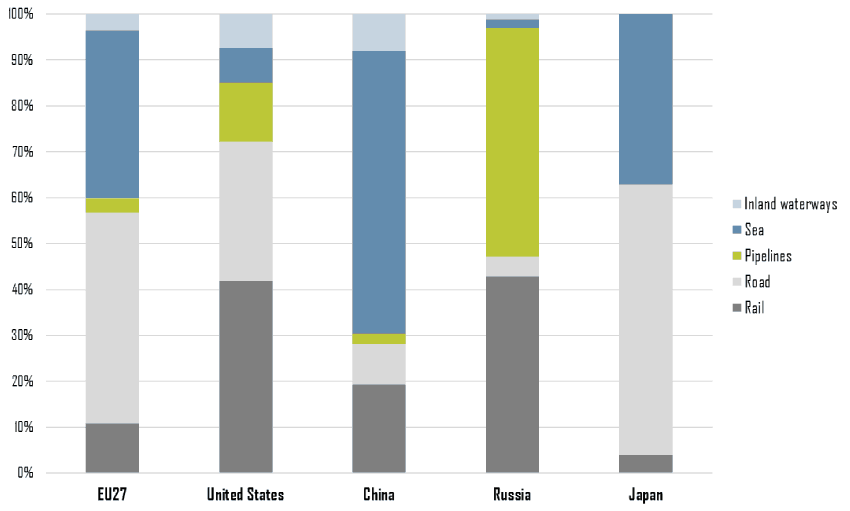 100%
90%
80%
70%
60%
50%
40%
30%
20%
10%
0%
EU27
United States
China
Russia
Japan
Inland waterways
Sea
Pipelines
Road
Rail